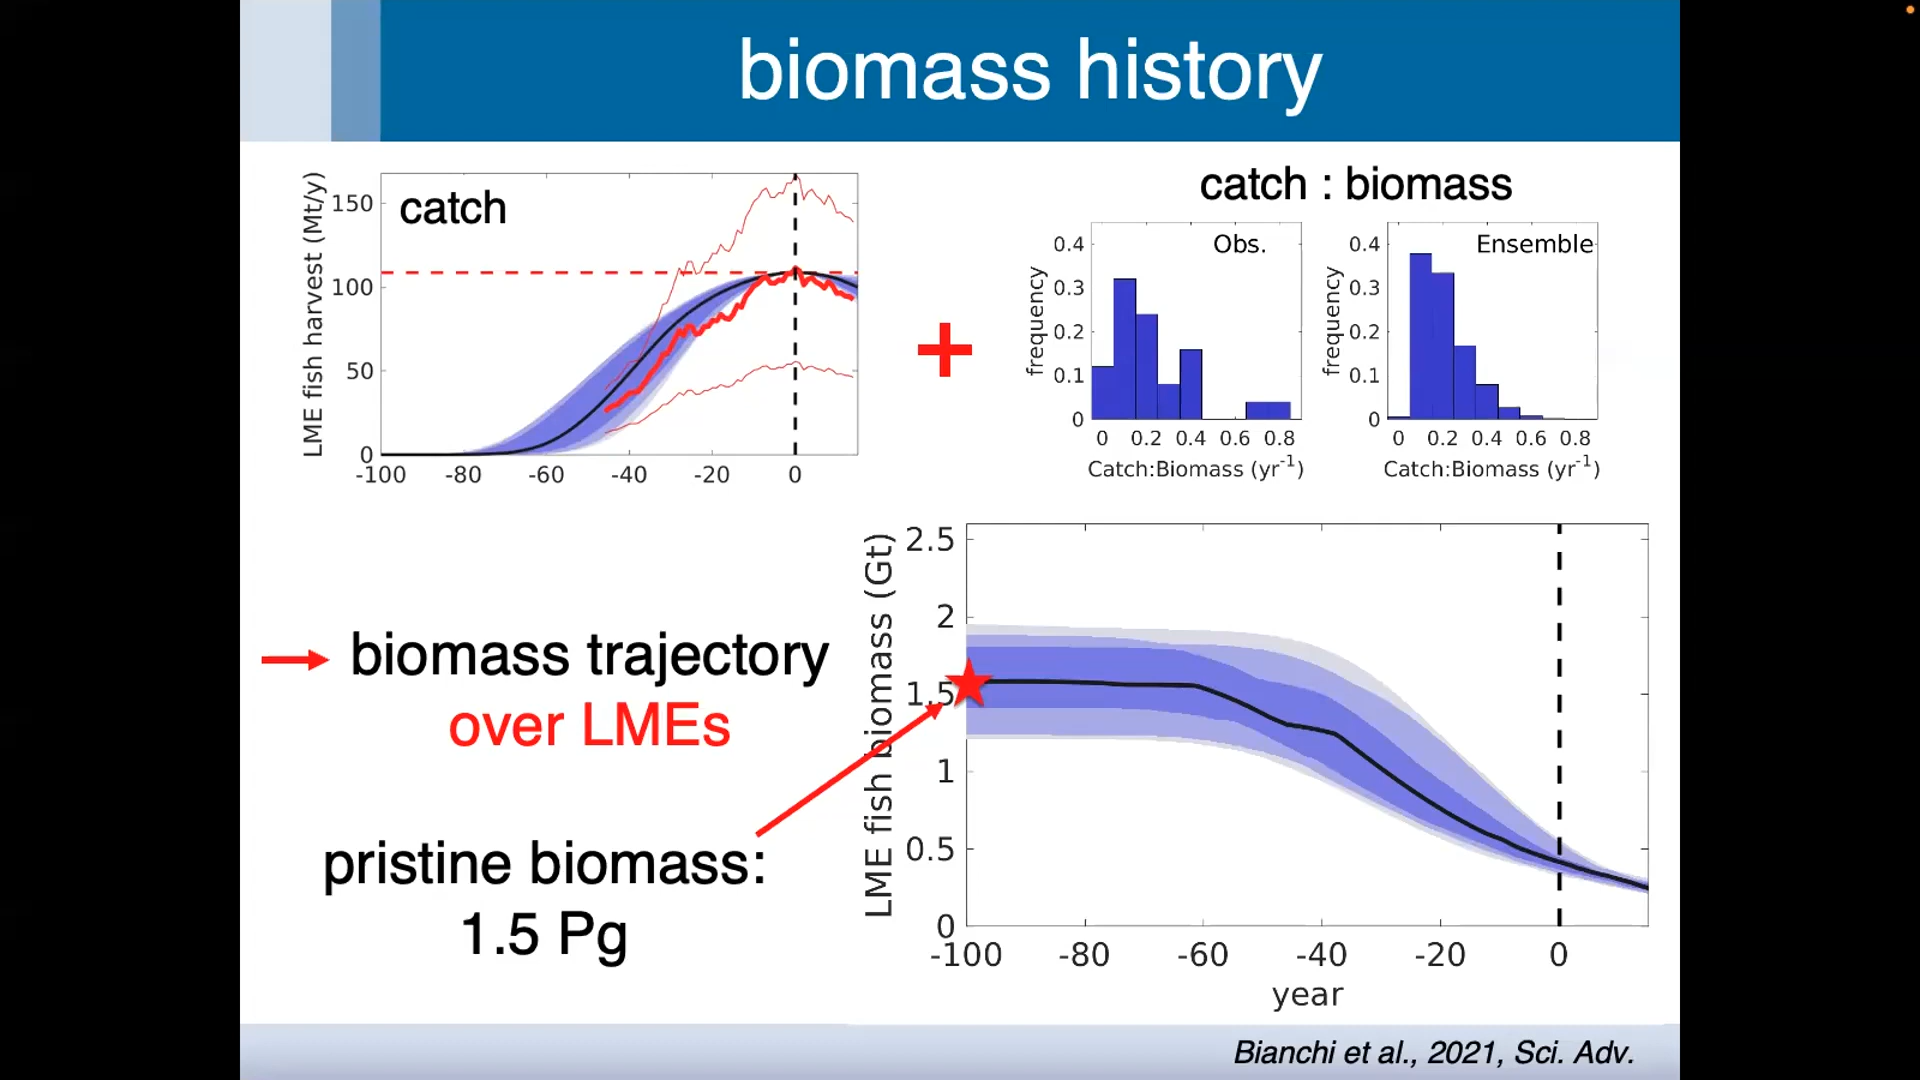 biomass history
catch
LME fish harvest (Mt/y)
150
100
50
0
-100 -80 -60 -40 -20 0
catch : biomass
Obs.
frequency
0.4
0.3
0.2
0.1
0
0 0.2 0.4 0.6 0.8
Catch:Biomass (yr-1)
Ensemble
frequency
0.4
0.3
0.2
0.1
0
0 0.2 0.4 0.6 0.8
Catch:Biomass (yr-1)
biomass trajectory
over LMEs
pristine biomass:
1.5 Pg
LME fish biomass (Gt)
2.5
2
1.5
1
0.5
0
-100 -80 -60 -40 -20 0
year
Bianchi et al., 2021, Sci. Adv.